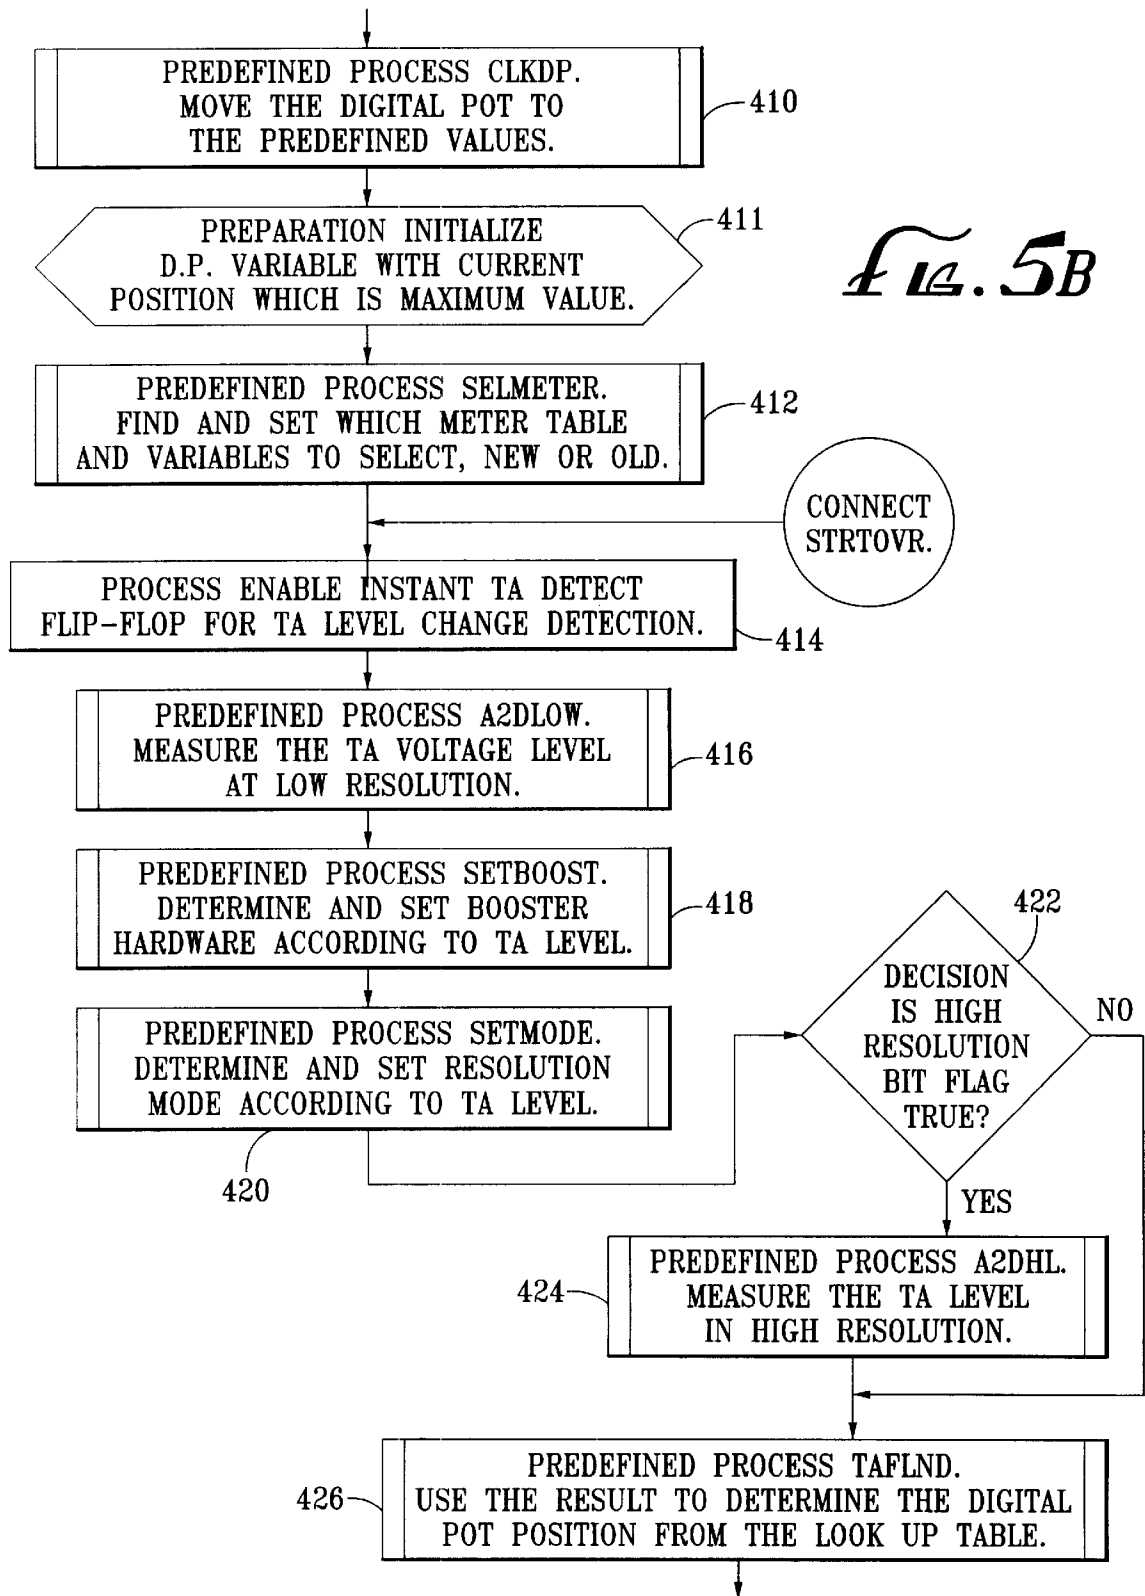 PREDEFINED PROCESS CLKDP.
MOVE THE DIGITAL POT TO
THE PREDEFINED VALUES.
410
PREPARATION INITIALIZE
D.P. VARIABLE WITH CURRENT
POSITION WHICH IS MAXIMUM VALUE.
411
FIG. 5B
PREDEFINED PROCESS SELMETER.
FIND AND SET WHICH METER TABLE
AND VARIABLES TO SELECT, NEW OR OLD.
412
CONNECT
STRTOVR.
PROCESS ENABLE INSTANT TA DETECT
FLIP-FLOP FOR TA LEVEL CHANGE DETECTION.
414
PREDEFINED PROCESS A2DLOW.
MEASURE THE TA VOLTAGE LEVEL
AT LOW RESOLUTION.
416
PREDEFINED PROCESS SETBOOST.
DETERMINE AND SET BOOSTER
HARDWARE ACCORDING TO TA LEVEL.
418
PREDEFINED PROCESS SETMODE.
DETERMINE AND SET RESOLUTION
MODE ACCORDING TO TA LEVEL.
420
422
DECISION
IS HIGH
RESOLUTION
BIT FLAG
TRUE?
NO
YES
PREDEFINED PROCESS A2DHL.
MEASURE THE TA LEVEL
IN HIGH RESOLUTION.
424
PREDEFINED PROCESS TAFLND.
USE THE RESULT TO DETERMINE THE DIGITAL
POT POSITION FROM THE LOOK UP TABLE.
426